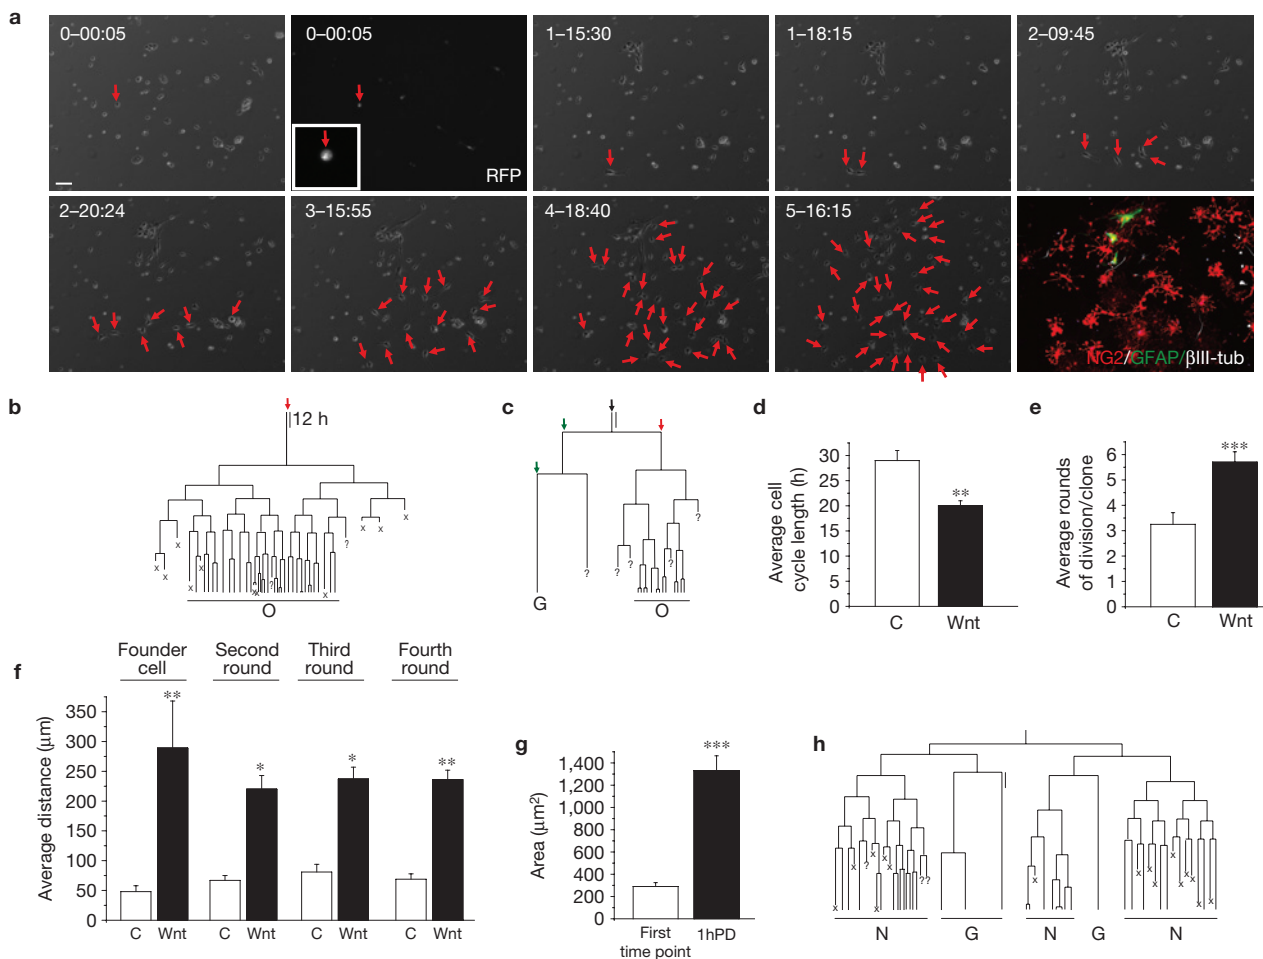 a
0–00:05
0–00:05
1–15:30
1–18:15
2–09:45
RFP
2–20:24
3–15:55
4–18:40
5–16:15
NG2/GFAP/βIII-tub
b
12 h
x
x
x
x
x
x
?
x
x
x
?
x
O
c
?
?
?
?
?
G
O
d
Average cell
cycle length (h)
30
25
20
15
10
5
0
**
C
Wnt
e
Average rounds
of division/clone
6
5
4
3
2
1
0
***
C
Wnt
f
Founder
cell
Second
round
Third
round
Fourth
round
Average distance (μm)
350
300
250
200
150
100
50
0
**
*
*
**
C
Wnt
C
Wnt
C
Wnt
C
Wnt
g
Area (μm²)
1,400
1,200
1,000
800
600
400
200
0
***
First
time point
1hPD
h
x
x
?
x
x
x
??
x
x
x
x
x
x
x
x
N
G
N
G
N